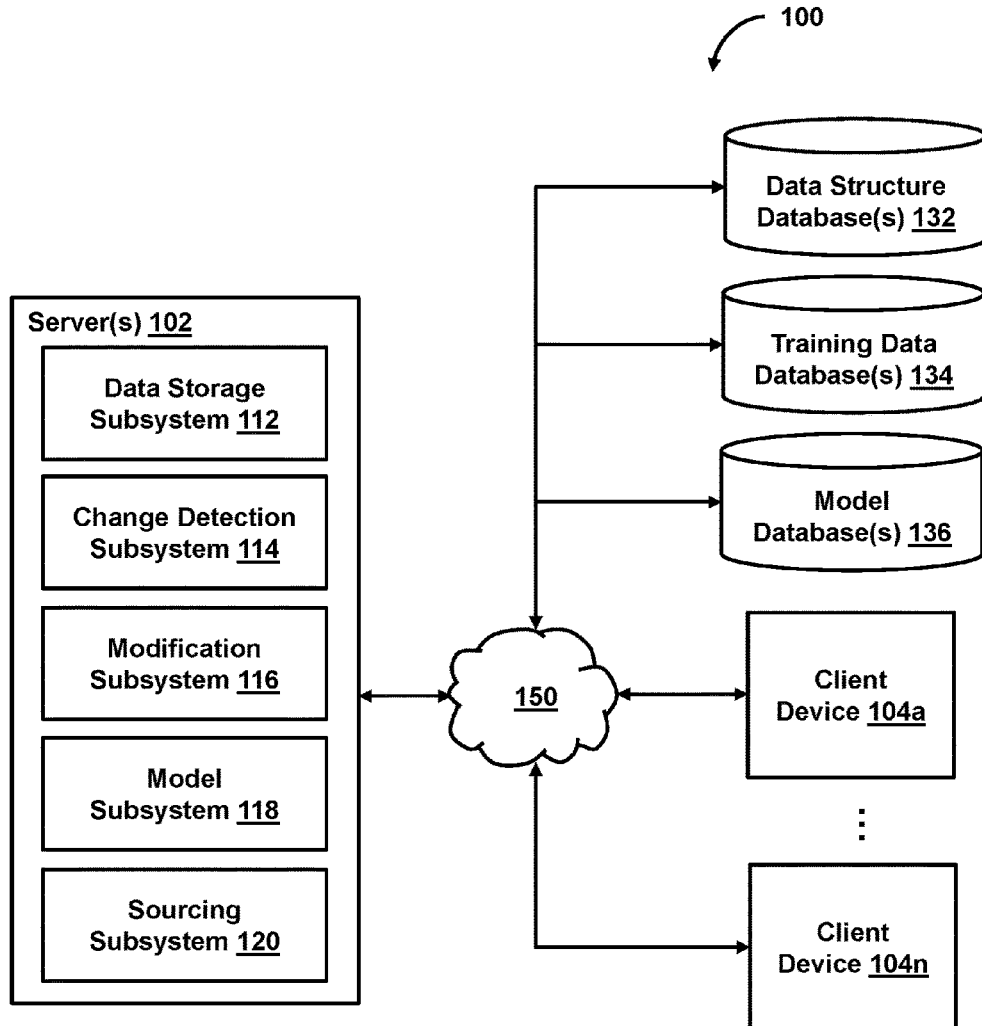 100
Data Structure
Database(s) 132
Training Data
Database(s) 134
Model
Database(s) 136
Server(s) 102
Data Storage
Subsystem 112
Change Detection
Subsystem 114
Modification
Subsystem 116
Model
Subsystem 118
Sourcing
Subsystem 120
150
Client
Device 104a
Client
Device 104n